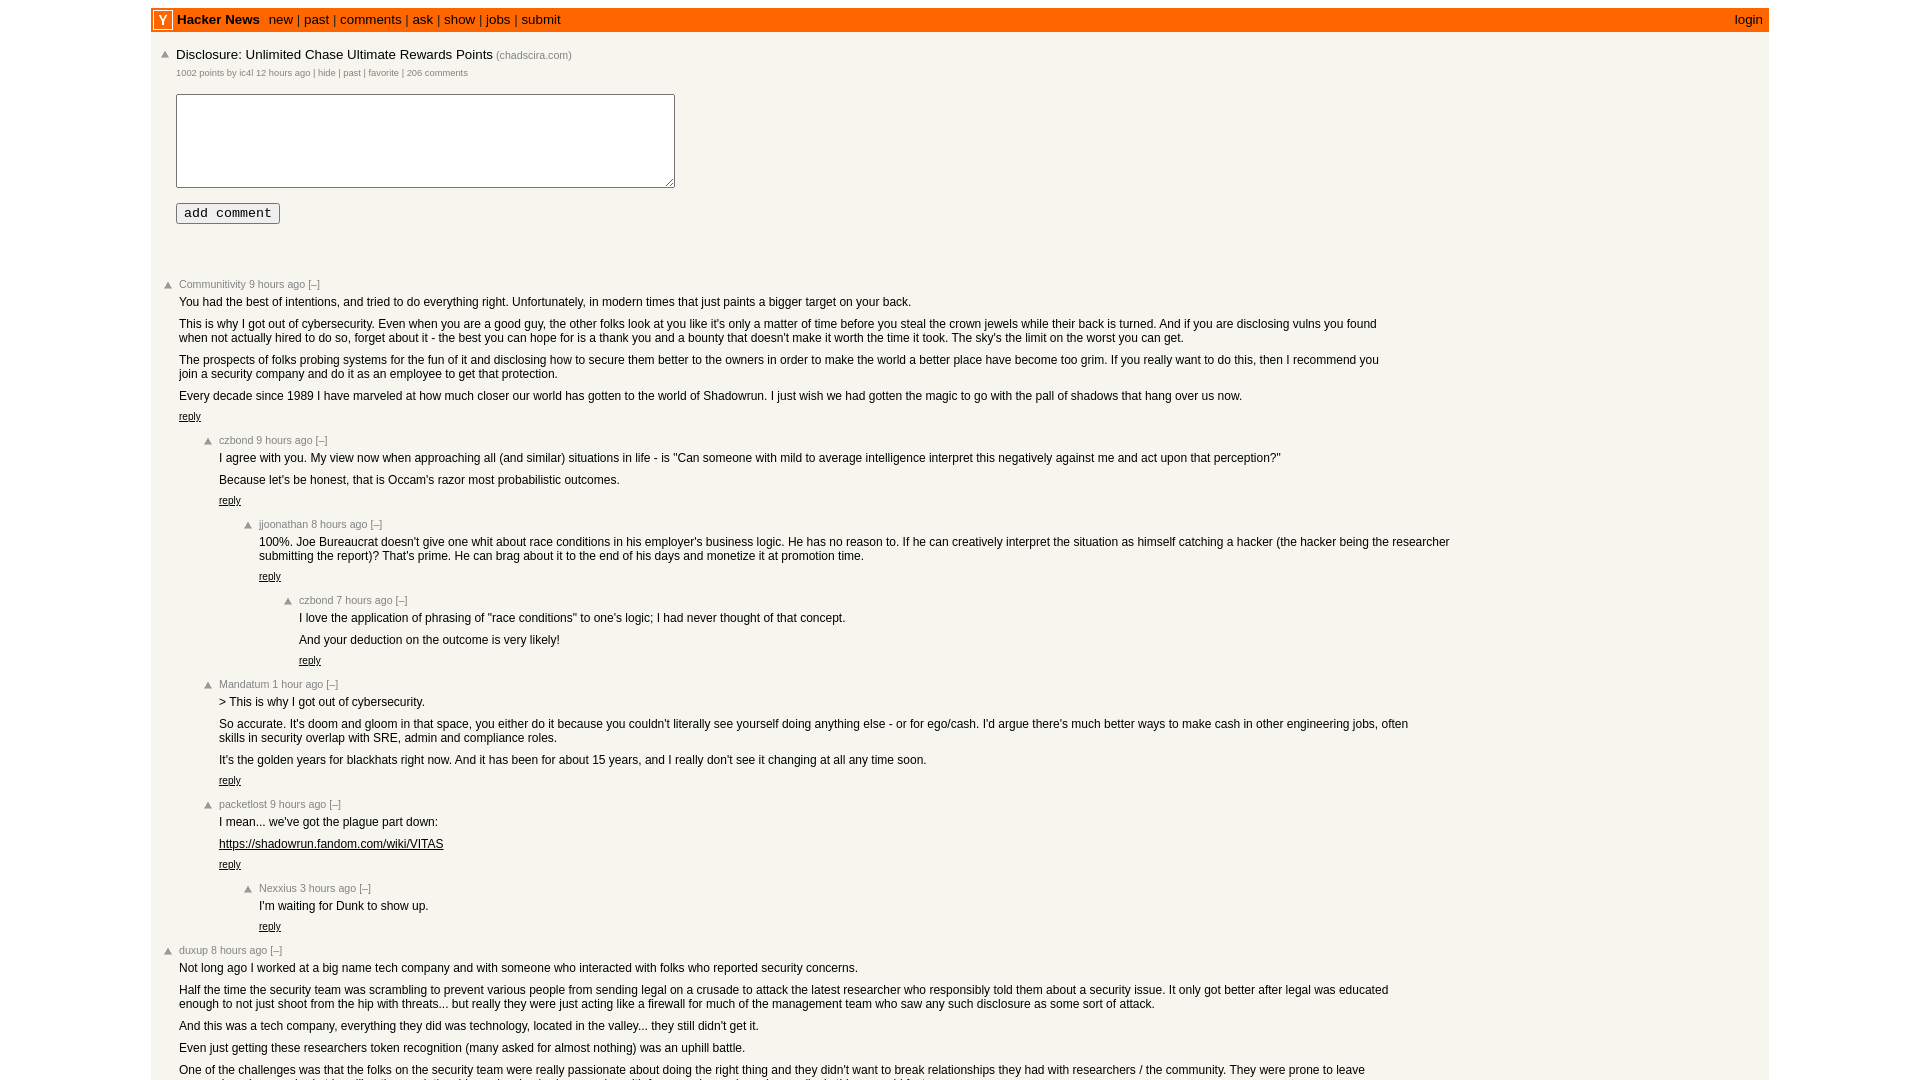 Y Hacker News new | past | comments | ask | show | jobs | submit login
Disclosure: Unlimited Chase Ultimate Rewards Points (chadscira.com)
1002 points by ic4l 12 hours ago | hide | past | favorite | 206 comments
add comment
Communitivity 9 hours ago [–]
You had the best of intentions, and tried to do everything right. Unfortunately, in modern times that just paints a bigger target on your back.
This is why I got out of cybersecurity. Even when you are a good guy, the other folks look at you like it's only a matter of time before you steal the crown jewels while their back is turned. And if you are disclosing vulns you found
when not actually hired to do so, forget about it - the best you can hope for is a thank you and a bounty that doesn't make it worth the time it took. The sky's the limit on the worst you can get.
The prospects of folks probing systems for the fun of it and disclosing how to secure them better to the owners in order to make the world a better place have become too grim. If you really want to do this, then I recommend you
join a security company and do it as an employee to get that protection.
Every decade since 1989 I have marveled at how much closer our world has gotten to the world of Shadowrun. I just wish we had gotten the magic to go with the pall of shadows that hang over us now.
reply
czbond 9 hours ago [–]
I agree with you. My view now when approaching all (and similar) situations in life - is "Can someone with mild to average intelligence interpret this negatively against me and act upon that perception?"
Because let's be honest, that is Occam's razor most probabilistic outcomes.
reply
jjoonathan 8 hours ago [–]
100%. Joe Bureaucrat doesn't give one whit about race conditions in his employer's business logic. He has no reason to. If he can creatively interpret the situation as himself catching a hacker (the hacker being the researcher
submitting the report)? That's prime. He can brag about it to the end of his days and monetize it at promotion time.
reply
czbond 7 hours ago [–]
I love the application of phrasing of "race conditions" to one's logic; I had never thought of that concept.
And your deduction on the outcome is very likely!
reply
Mandatum 1 hour ago [–]
> This is why I got out of cybersecurity.
So accurate. It's doom and gloom in that space, you either do it because you couldn't literally see yourself doing anything else - or for ego/cash. I'd argue there's much better ways to make cash in other engineering jobs, often
skills in security overlap with SRE, admin and compliance roles.
It's the golden years for blackhats right now. And it has been for about 15 years, and I really don't see it changing at all any time soon.
reply
packetlost 9 hours ago [–]
I mean... we've got the plague part down:
https://shadowrun.fandom.com/wiki/VITAS
reply
Nexxius 3 hours ago [–]
I'm waiting for Dunk to show up.
reply
duxup 8 hours ago [–]
Not long ago I worked at a big name tech company and with someone who interacted with folks who reported security concerns.
Half the time the security team was scrambling to prevent various people from sending legal on a crusade to attack the latest researcher who responsibly told them about a security issue. It only got better after legal was educated
enough to not just shoot from the hip with threats... but really they were just acting like a firewall for much of the management team who saw any such disclosure as some sort of attack.
And this was a tech company, everything they did was technology, located in the valley... they still didn't get it.
Even just getting these researchers token recognition (many asked for almost nothing) was an uphill battle.
One of the challenges was that the folks on the security team were really passionate about doing the right thing and they didn't want to break relationships they had with researchers / the community. They were prone to leave